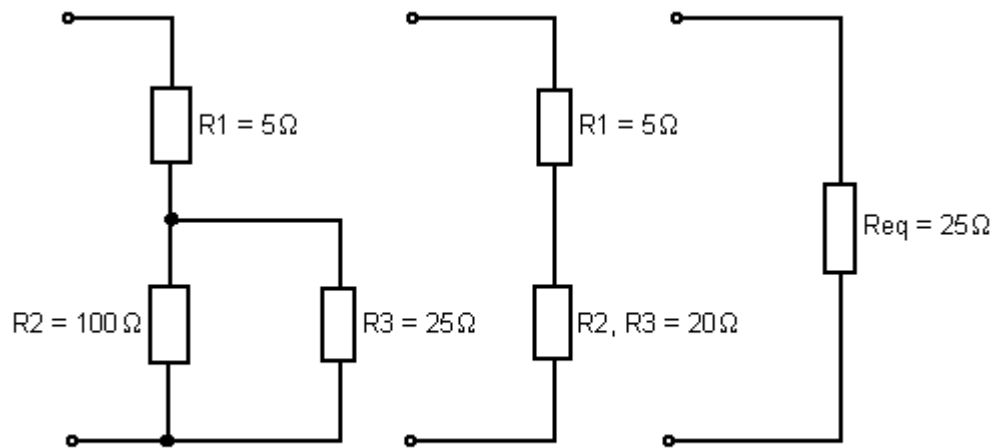 R1 = 5Ω
R2 = 100Ω
R3 = 25Ω
R1 = 5Ω
R2, R3 = 20Ω
Req = 25Ω